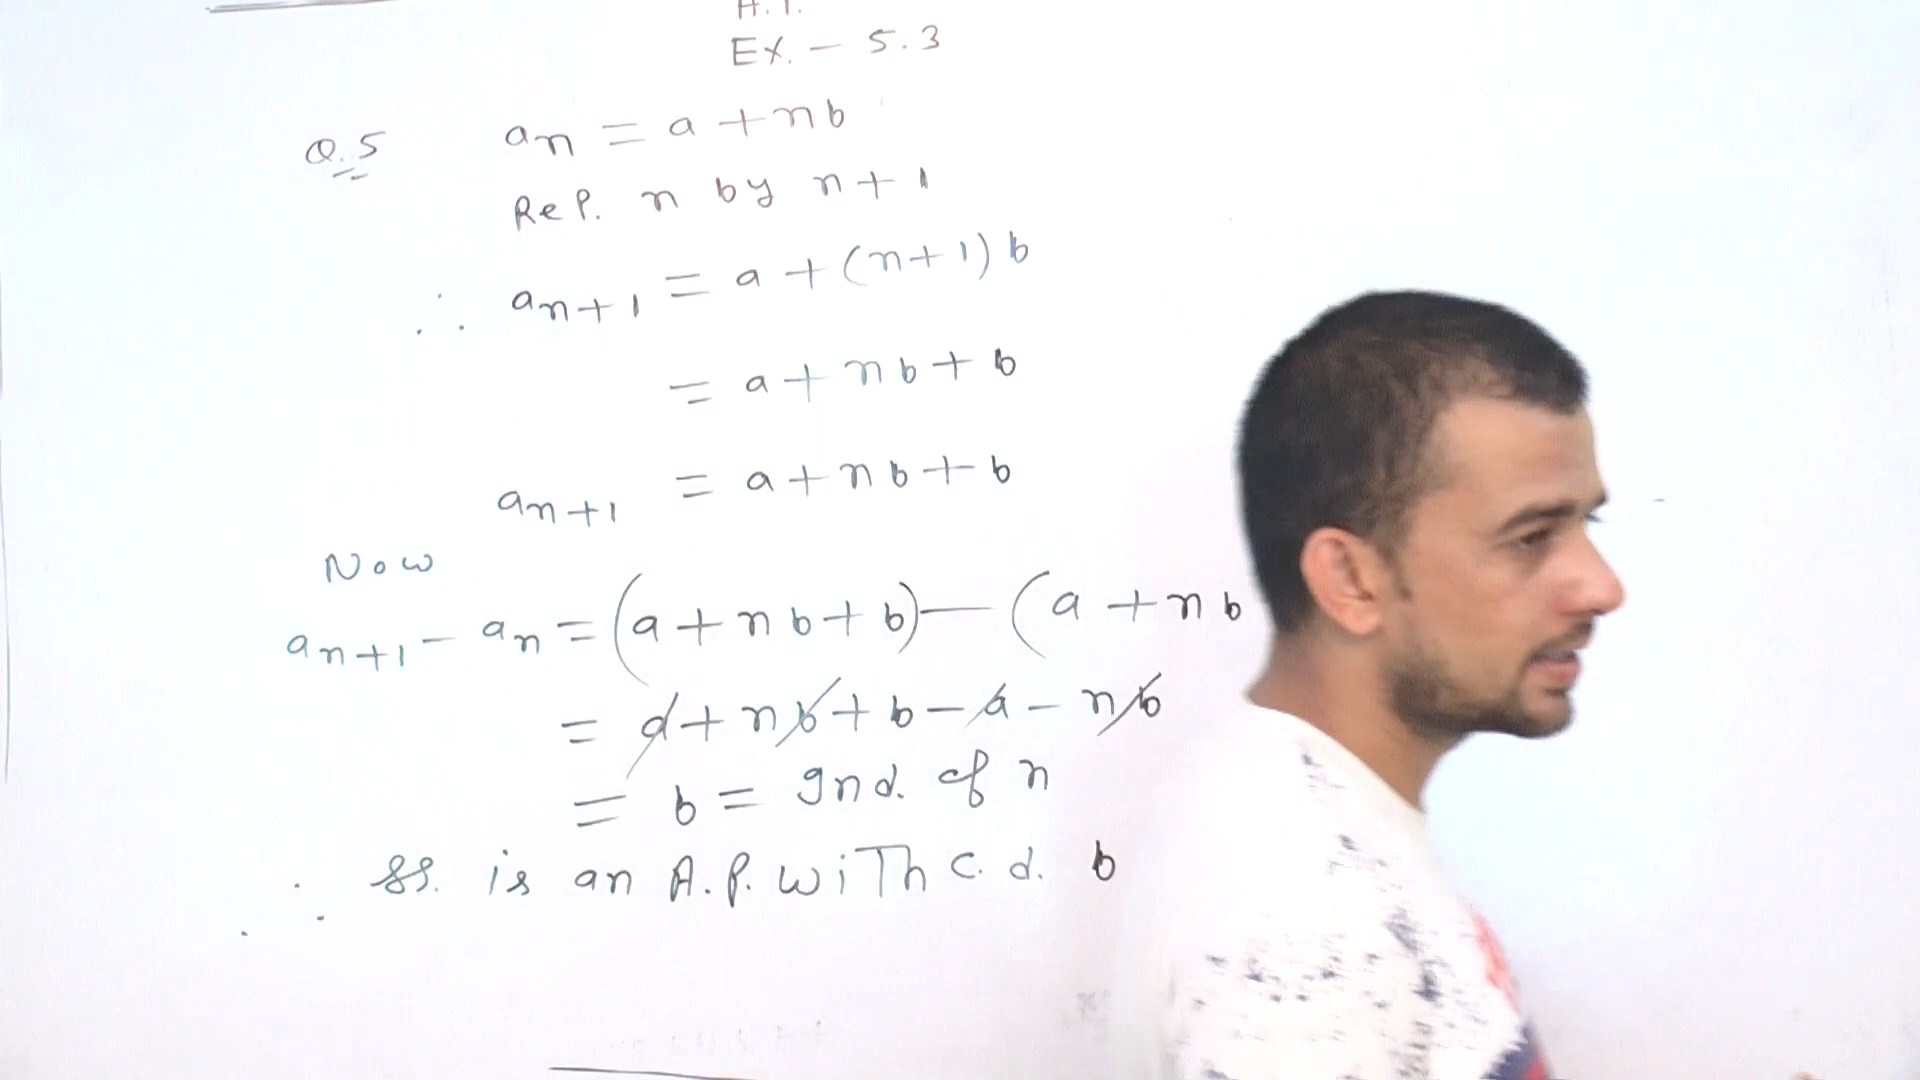 Ex. - 5.3
Q.5 an = a + nb
Rep. n by n + 1
∴ an+1 = a + (n+1) b
= a + nb + b
an+1 = a + nb + b
Now
an+1 - an = (a + nb + b) - (a + nb
= a + nb + b - a - nb
= b = Ind. of n
∴ ss. is an A.P. with c.d. b